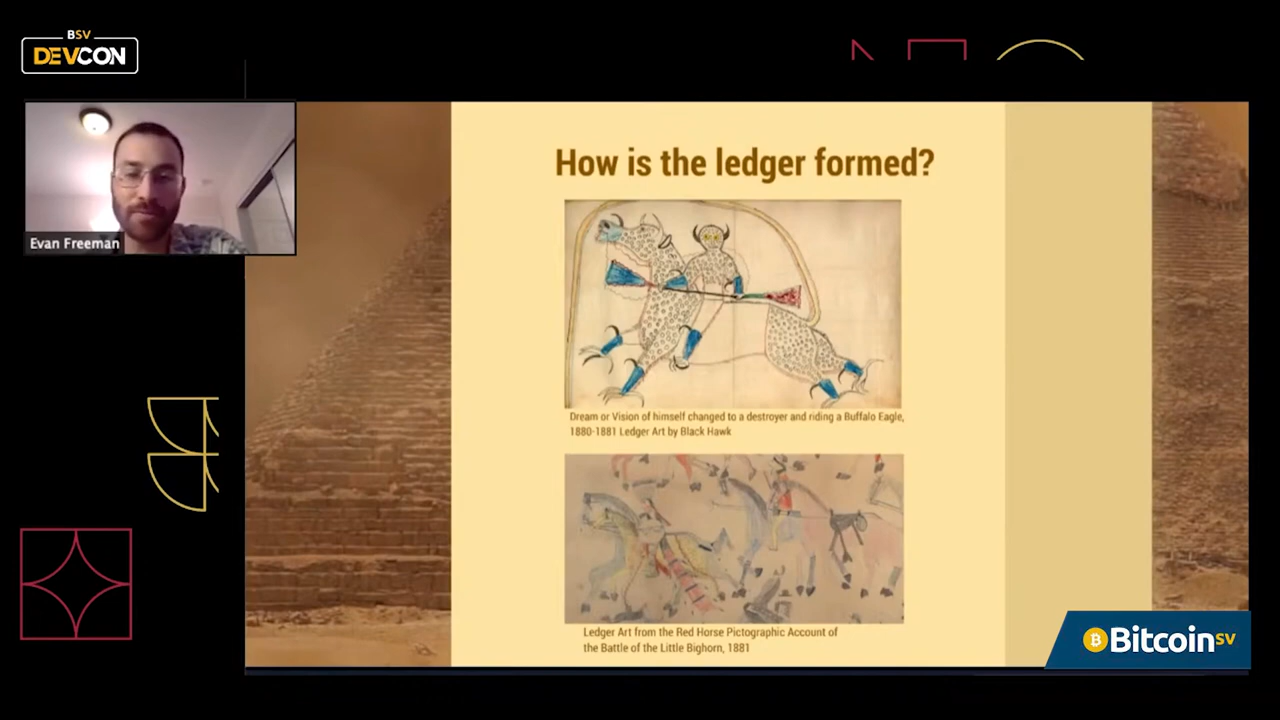 BSV
DEVCON
Evan Freeman
How is the ledger formed?
Dream or Vision of himself changed to a destroyer and riding a Buffalo Eagle,
1880-1881 Ledger Art by Black Hawk
Ledger Art from the Red Horse Pictographic Account of
the Battle of the Little Bighorn, 1881
BitcoinSV